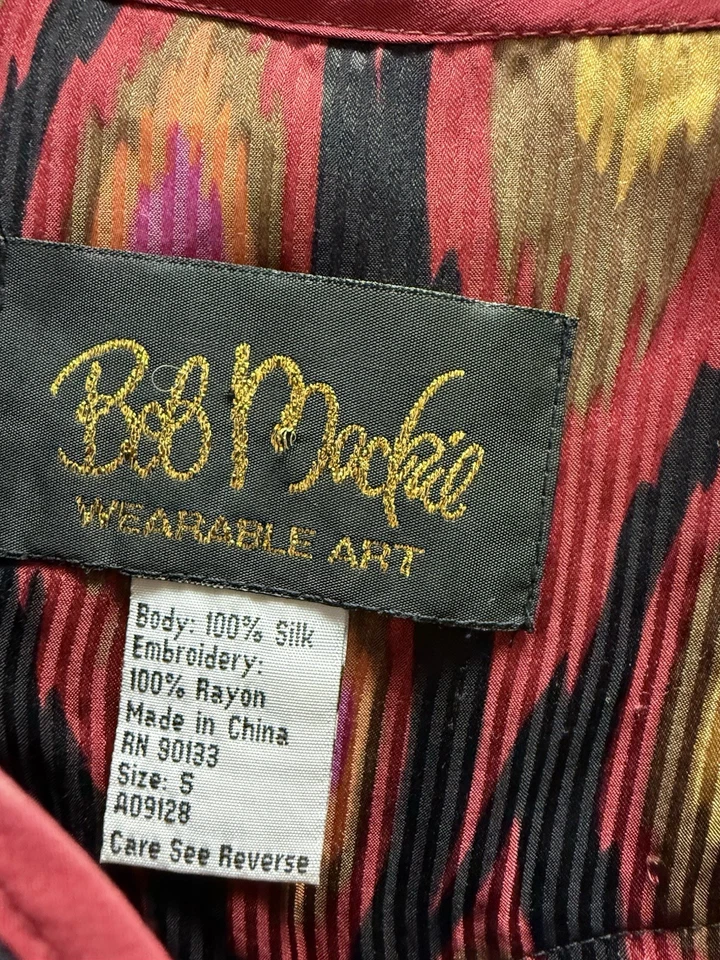 Bob Mackie
WEARABLE ART
Body: 100% Silk
Embroidery:
100% Rayon
Made in China
RN 90133
Size: S
A09128
Care See Reverse